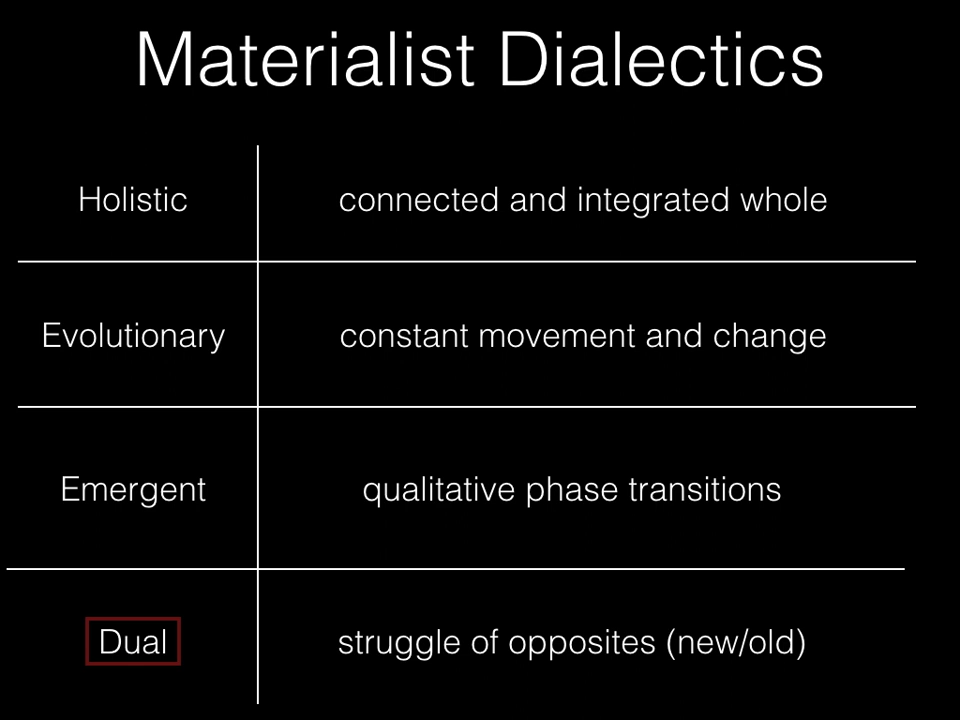 Materialist Dialectics
Holistic connected and integrated whole
Evolutionary constant movement and change
Emergent qualitative phase transitions
Dual struggle of opposites (new/old)